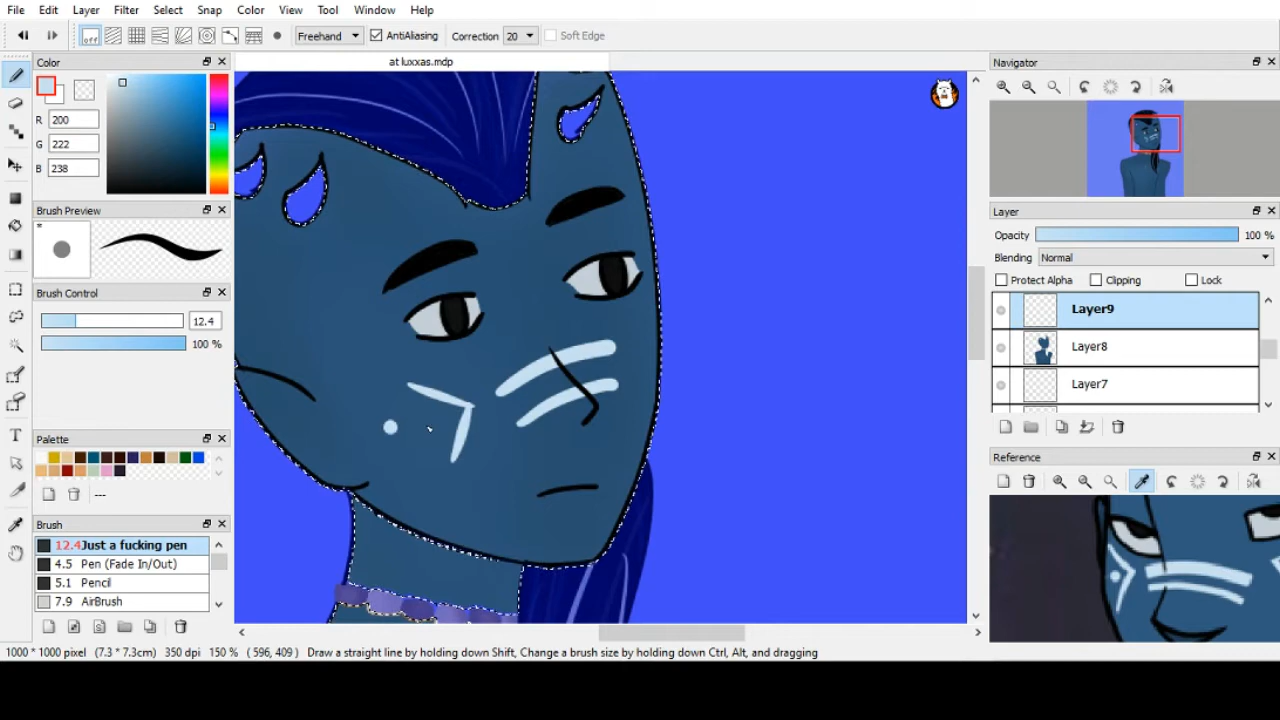 File Edit Layer Filter Select Snap Color View Tool Window Help
off Freehand AntiAliasing Correction 20 Soft Edge
Color
R 200
G 222
B 238
Brush Preview
*
Brush Control
12.4
100 %
Palette
---
Brush
12.4 Just a fucking pen
4.5 Pen (Fade In/Out)
5.1 Pencil
7.9 AirBrush
at luxxas.mdp
Navigator
Layer
Opacity 100 %
Blending Normal
Protect Alpha Clipping Lock
Layer9
Layer8
Layer7
Reference
1000 * 1000 pixel (7.3 * 7.3cm) 350 dpi 150 % ( 596, 409 ) Draw a straight line by holding down Shift, Change a brush size by holding down Ctrl, Alt, and dragging